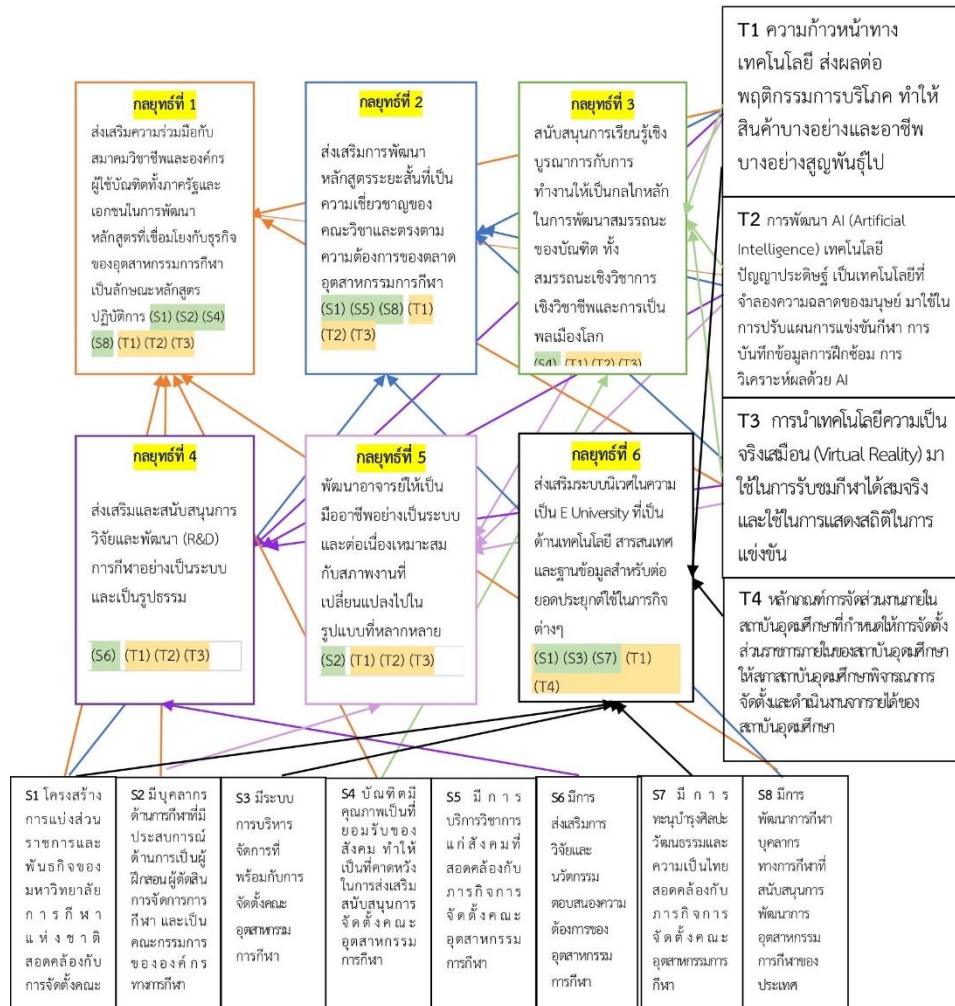 กลยุทธ์ที่ 1
ส่งเสริมความร่วมมือกับ
สมาคมวิชาชีพและองค์กร
ผู้ใช้บัณฑิตทั้งภาครัฐและ
เอกชนในการพัฒนา
หลักสูตรที่เชื่อมโยงกับธุรกิจ
ของอุตสาหกรรมการกีฬา
เป็นลักษณะหลักสูตร
ปฏิบัติการ (S1) (S2) (S4)
(S8) (T1) (T2) (T3)
กลยุทธ์ที่ 2
ส่งเสริมการพัฒนา
หลักสูตรระยะสั้นที่เป็น
ความเชี่ยวชาญของ
คณะวิชาและตรงตาม
ความต้องการของตลาด
อุตสาหกรรมการกีฬา
(S1) (S5) (S8) (T1)
(T2) (T3)
กลยุทธ์ที่ 3
สนับสนุนการเรียนรู้เชิง
บูรณาการกับการ
ทำงานให้เป็นกลไกหลัก
ในการพัฒนาสมรรถนะ
ของบัณฑิต ทั้ง
สมรรถนะเชิงวิชาการ
เชิงวิชาชีพและการเป็น
พลเมืองโลก
(S4) (T1) (T2) (T3)
T1 ความก้าวหน้าทาง
เทคโนโลยี ส่งผลต่อ
พฤติกรรมการบริโภค ทำให้
สินค้าบางอย่างและอาชีพ
บางอย่างสูญพันธุ์ไป
T2 การพัฒนา AI (Artificial
Intelligence) เทคโนโลยี
ปัญญาประดิษฐ์ เป็นเทคโนโลยีที่
จำลองความฉลาดของมนุษย์ มาใช้ใน
การปรับแผนการแข่งขันกีฬา การ
บันทึกข้อมูลการฝึกซ้อม การ
วิเคราะห์ผลด้วย AI
T3 การนำเทคโนโลยีความเป็น
จริงเสมือน (Virtual Reality) มา
ใช้ในการรับชมกีฬาได้สมจริง
และใช้ในการแสดงสถิติในการ
แข่งขัน
T4 หลักเกณฑ์การจัดส่วนงานภายใน
สถาบันอุดมศึกษาที่กำหนดให้การจัดตั้ง
ส่วนราชการภายในของสถาบันอุดมศึกษา
ให้สภาสถาบันอุดมศึกษาพิจารณาการ
จัดตั้งและดำเนินงานจากรายได้ของ
สถาบันอุดมศึกษา
กลยุทธ์ที่ 4
ส่งเสริมและสนับสนุนการ
วิจัยและพัฒนา (R&D)
การกีฬาอย่างเป็นระบบ
และเป็นรูปธรรม
(S6) (T1) (T2) (T3)
กลยุทธ์ที่ 5
พัฒนาอาจารย์ให้เป็น
มืออาชีพอย่างเป็นระบบ
และต่อเนื่องเหมาะสม
กับสภาพงานที่
เปลี่ยนแปลงไปใน
รูปแบบที่หลากหลาย
(S2) (T1) (T2) (T3)
กลยุทธ์ที่ 6
ส่งเสริมระบบนิเวศในความ
เป็น E University ที่เป็น
ด้านเทคโนโลยี สารสนเทศ
และฐานข้อมูลสำหรับต่อ
ยอดประยุกต์ใช้ในภารกิจ
ต่างๆ
(S1) (S3) (S7) (T1)
(T4)
S1 โครงสร้าง
การแบ่งส่วน
ราชการและ
พันธกิจของ
มหาวิทยาลัย
การกีฬา
แห่งชาติ
สอดคล้องกับ
การจัดตั้งคณะ
S2 มีบุคลากร
ด้านการกีฬาที่มี
ประสบการณ์
ด้านการเป็นผู้
ฝึกสอนผู้ตัดสิน
การจัดการการ
กีฬา และเป็น
คณะกรรมการ
ขององค์กร
ทางการกีฬา
S3 มีระบบ
การบริหาร
จัดการที่
พร้อมกับการ
จัดตั้งคณะ
อุตสาหกรรม
การกีฬา
S4 บัณฑิตมี
คุณภาพเป็นที่
ยอมรับของ
สังคม ทำให้
เป็นที่คาดหวัง
ในการส่งเสริม
สนับสนุนการ
จัดตั้งคณะ
อุตสาหกรรม
การกีฬา
S5 มีการ
บริการวิชาการ
แก่สังคมที่
สอดคล้องกับ
ภารกิจการ
จัดตั้งคณะ
อุตสาหกรรม
การกีฬา
S6 มีการ
ส่งเสริมการ
วิจัยและ
นวัตกรรม
ตอบสนองความ
ต้องการของ
อุตสาหกรรม
การกีฬา
S7 มีการ
ทะนุบำรุงศิลปะ
วัฒนธรรมและ
ความเป็นไทย
สอดคล้องกับ
ภารกิจการ
จัดตั้งคณะ
อุตสาหกรรมการ
กีฬา
S8 มีการ
พัฒนาการกีฬา
บุคลากร
ทางการกีฬาที่
สนับสนุนการ
พัฒนาการ
อุตสาหกรรม
การกีฬาของ
ประเทศ